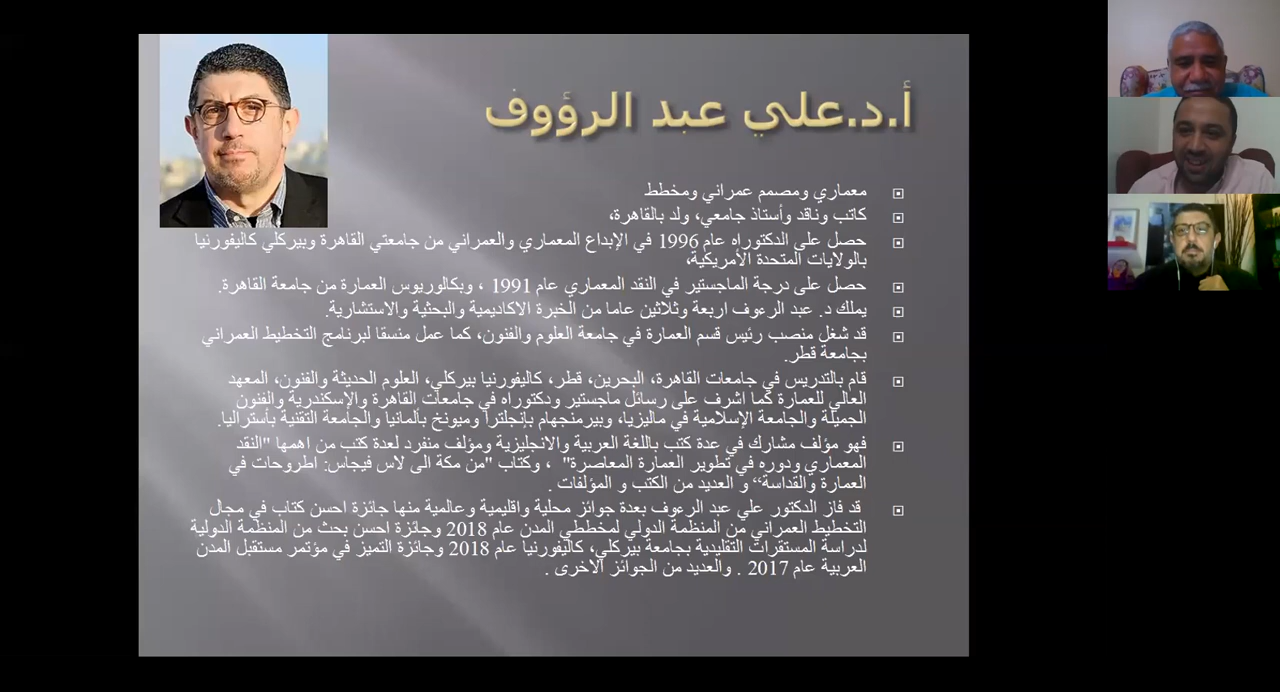 أ.د.علي عبد الرؤوف
معماري ومصمم عمراني ومخطط
كاتب وناقد وأستاذ جامعي، ولد بالقاهرة،
حصل على الدكتوراه عام 1996 في الإبداع المعماري والعمراني من جامعتي القاهرة وبيركلي كاليفورنيا
بالولايات المتحدة الأمريكية،
حصل على درجة الماجستير في النقد المعماري عام 1991 ، وبكالوريوس العمارة من جامعة القاهرة.
يملك د. عبد الرءوف اربعة وثلاثين عاما من الخبرة الاكاديمية والبحثية والاستشارية.
قد شغل منصب رئيس قسم العمارة في جامعة العلوم والفنون، كما عمل منسقا لبرنامج التخطيط العمراني
بجامعة قطر.
قام بالتدريس في جامعات القاهرة، البحرين، قطر، كاليفورنيا بيركلي، العلوم الحديثة والفنون، المعهد
العالي للعمارة كما اشرف على رسائل ماجستير ودكتوراه في جامعات القاهرة والإسكندرية والفنون
الجميلة والجامعة الإسلامية في ماليزيا، وبيرمنجهام بإنجلترا وميونخ بألمانيا والجامعة التقنية بأستراليا.
فهو مؤلف مشارك في عدة كتب باللغة العربية والانجليزية ومؤلف منفرد لعدة كتب من اهمها "النقد
المعماري ودوره في تطوير العمارة المعاصرة" ، وكتاب "من مكة الى لاس فيجاس: اطروحات في
العمارة والقداسة“ و العديد من الكتب و المؤلفات .
قد فاز الدكتور علي عبد الرءوف بعدة جوائز محلية واقليمية وعالمية منها جائزة احسن كتاب في مجال
التخطيط العمراني من المنظمة الدولي لمخططي المدن عام 2018 وجائزة احسن بحث من المنظمة الدولية
لدراسة المستقرات التقليدية بجامعة بيركلي، كاليفورنيا عام 2018 وجائزة التميز في مؤتمر مستقبل المدن
العربية عام 2017 . والعديد من الجوائز الاخرى .